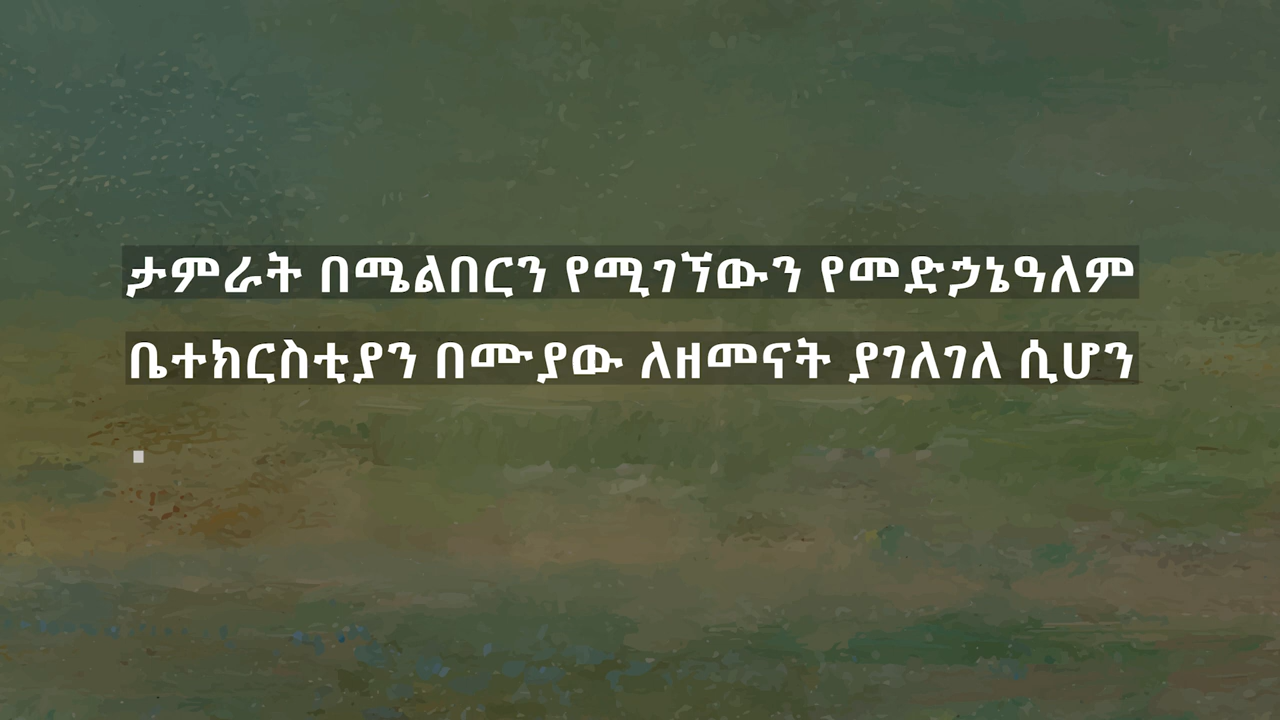 ታምራት በሜልበርን የሚገኘውን የመድኃኔዓለም
ቤተክርስቲያን በሙያው ለዘመናት ያገለገለ ሲሆን